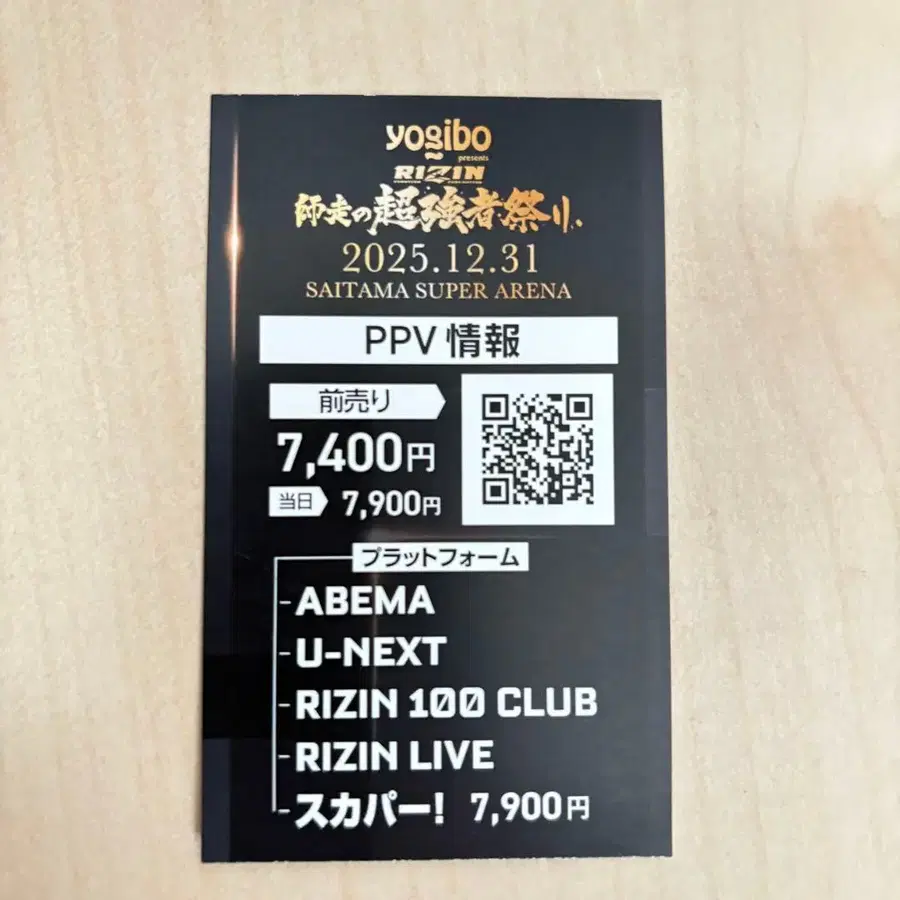 yogibo
presents
RIZIN
師走の超強者祭り
2025.12.31
SAITAMA SUPER ARENA
PPV 情報
前売り
7,400円
当日 7,900円
プラットフォーム
-ABEMA
-U-NEXT
-RIZIN 100 CLUB
-RIZIN LIVE
-スカパー! 7,900円